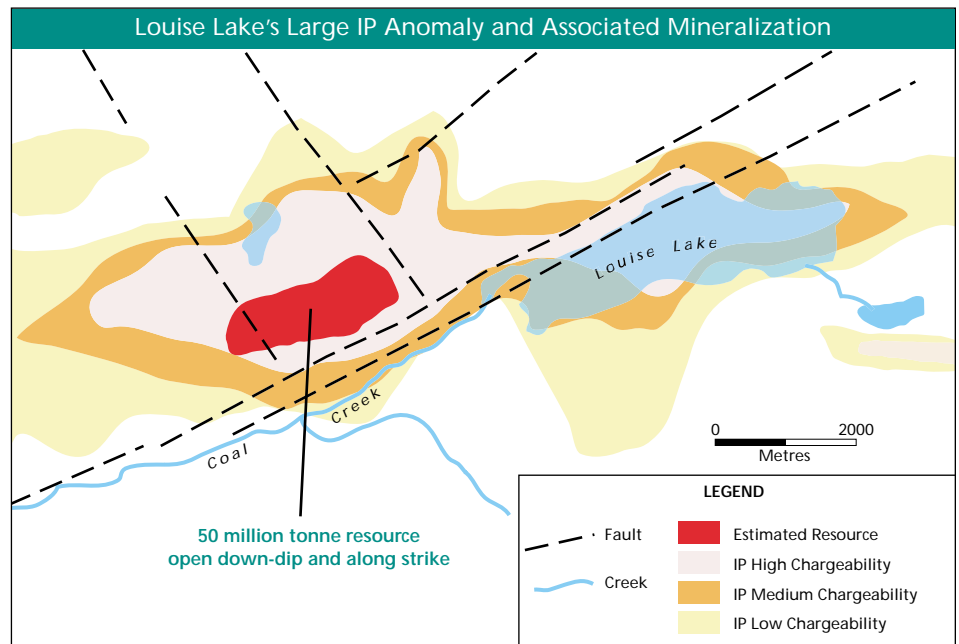 Louise Lake's Large IP Anomaly and Associated Mineralization
Louise Lake
Coal Creek
0 2000
Metres
50 million tonne resource
open down-dip and along strike
LEGEND
Fault
Creek
Estimated Resource
IP High Chargeability
IP Medium Chargeability
IP Low Chargeability